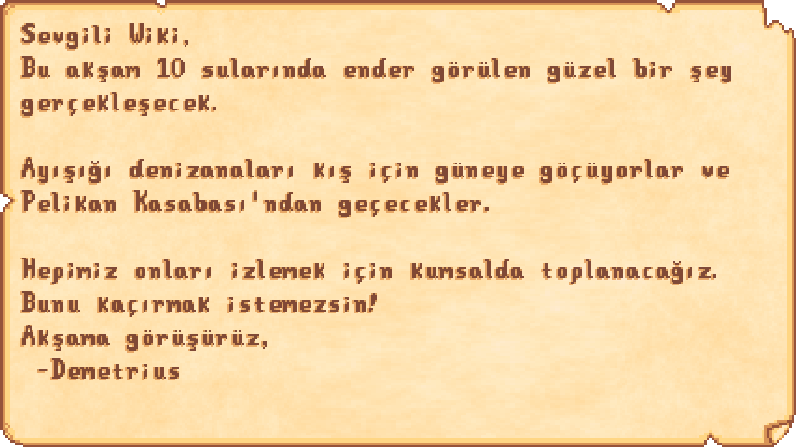 Sevgili Wiki,
Bu akşam 10 sularında ender görülen güzel bir şey
gerçekleşecek.
Ayışığı denizanaları kış için güneye göçüyorlar ve
Pelikan Kasabası'ndan geçecekler.
Hepimiz onları izlemek için kumsalda toplanacağız.
Bunu kaçırmak istemezsin!
Akşama görüşürüz,
-Demetrius